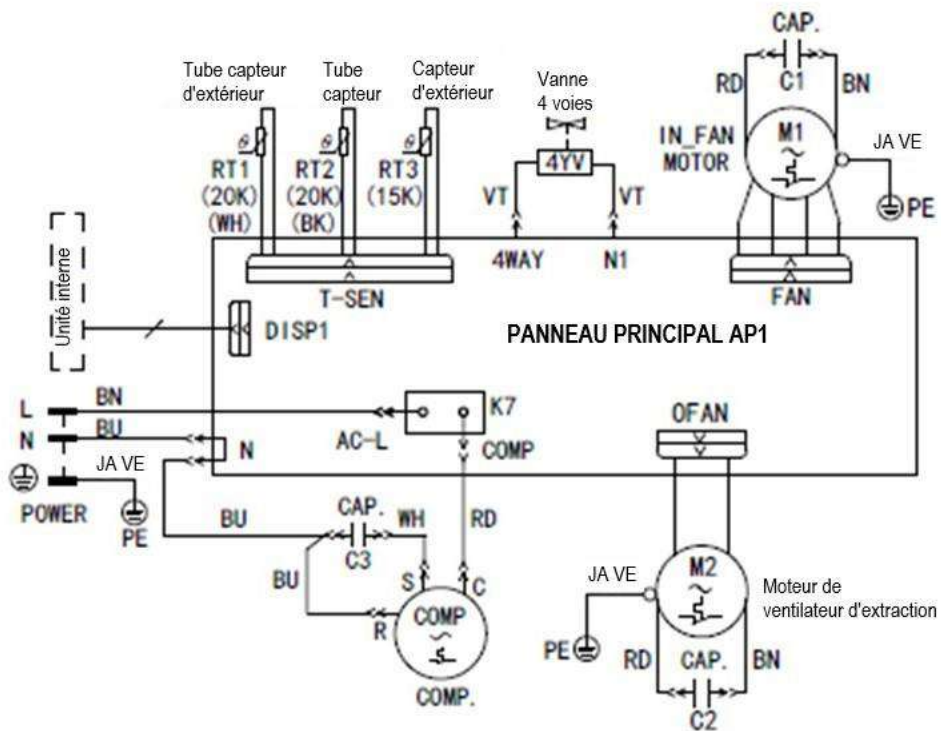 CAP.
RD
C1
BN
Tube capteur
d'extérieur
Tube
capteur
Capteur
d'extérieur
Vanne
4 voies
θ
RT1
(20K)
(WH)
θ
RT2
(20K)
(BK)
θ
RT3
(15K)
4YV
VT
VT
IN_FAN
MOTOR
M1
JA VE
PE
4WAY
N1
T-SEN
FAN
Unité interne
DISP1
PANNEAU PRINCIPAL AP1
L
BN
K7
AC-L
COMP
N
BU
N
JA VE
POWER
PE
OFAN
BU
CAP.
WH
C3
RD
BU
S
C
R
COMP
COMP.
JA VE
M2
Moteur de
ventilateur d'extraction
PE
RD
CAP.
BN
C2